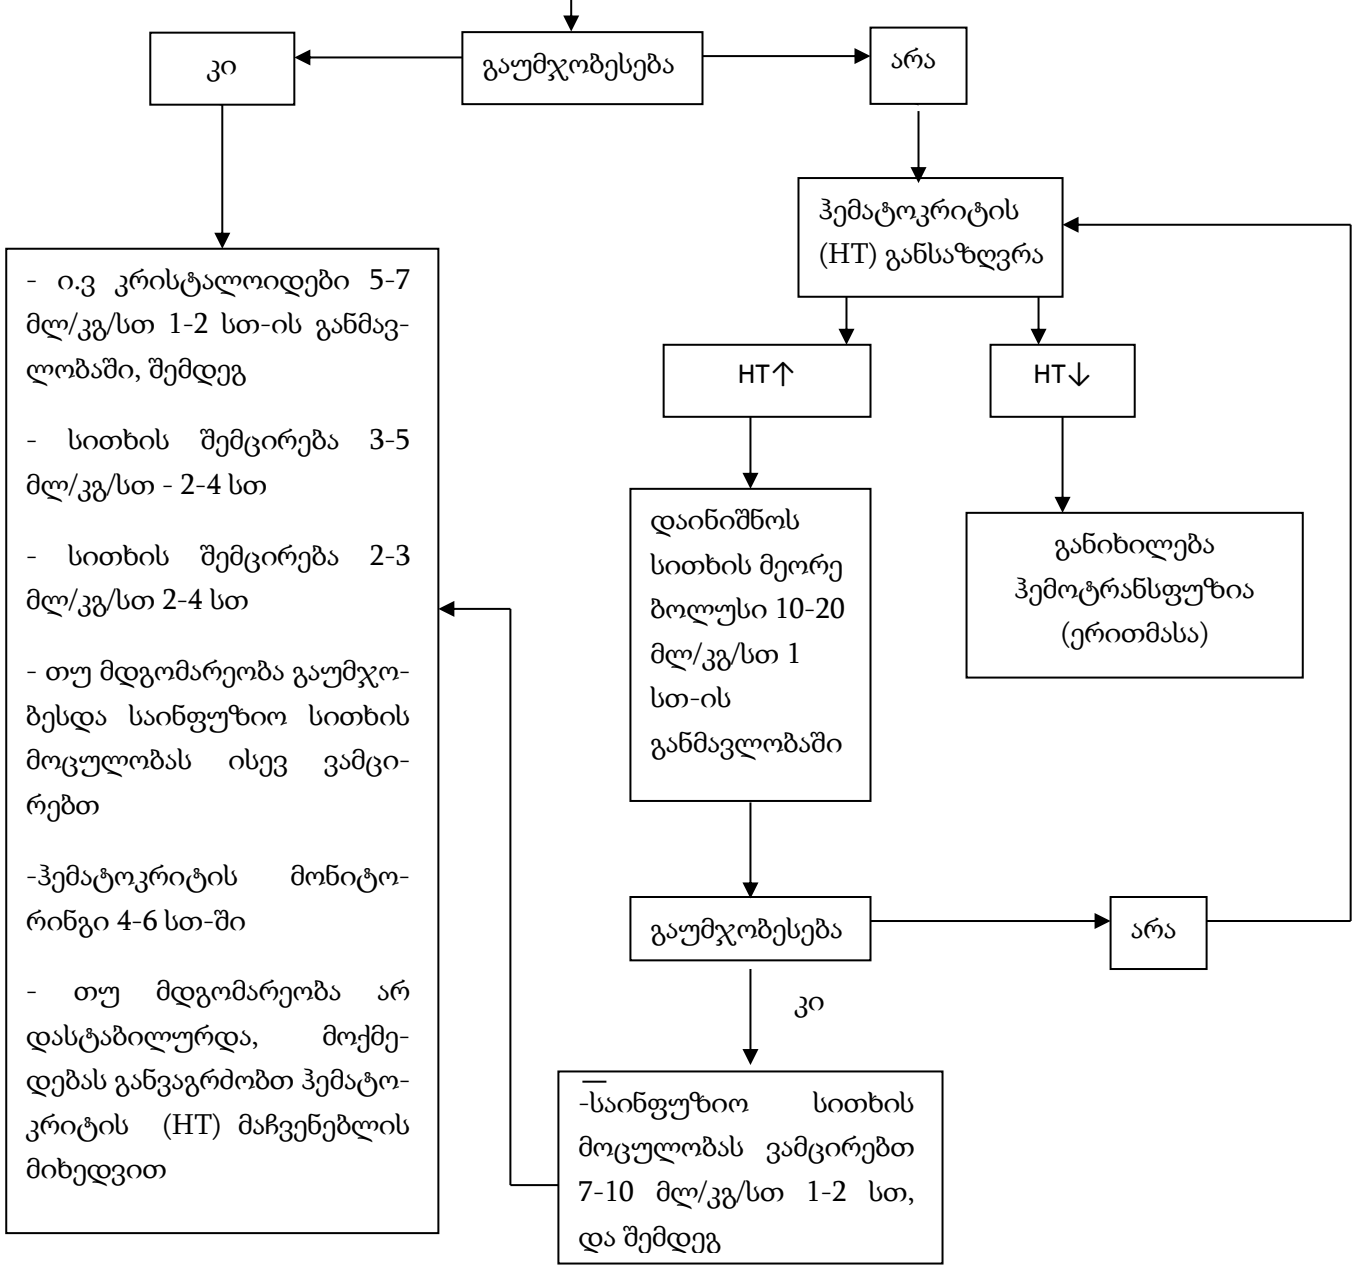 კი
გაუმჯობესება
არა
ჰემატოკრიტის
(HT) განსაზღვრა
- ი.ვ კრისტალოიდები 5-7
მლ/კგ/სთ 1-2 სთ-ის განმავ-
ლობაში, შემდეგ
- სითხის შემცირება 3-5
მლ/კგ/სთ - 2-4 სთ
- სითხის შემცირება 2-3
მლ/კგ/სთ 2-4 სთ
- თუ მდგომარეობა გაუმჯო-
ბესდა საინფუზიო სითხის
მოცულობას ისევ ვამცი-
რებთ
-ჰემატოკრიტის მონიტო-
რინგი 4-6 სთ-ში
- თუ მდგომარეობა არ
დასტაბილურდა, მოქმე-
დებას განვაგრძობთ ჰემატო-
კრიტის (HT) მაჩვენებლის
მიხედვით
HT↑
HT↓
დაინიშნოს
სითხის მეორე
ბოლუსი 10-20
მლ/კგ/სთ 1
სთ-ის
განმავლობაში
განიხილება
ჰემოტრანსფუზია
(ერითმასა)
გაუმჯობესება
არა
კი
-საინფუზიო სითხის
მოცულობას ვამცირებთ
7-10 მლ/კგ/სთ 1-2 სთ,
და შემდეგ